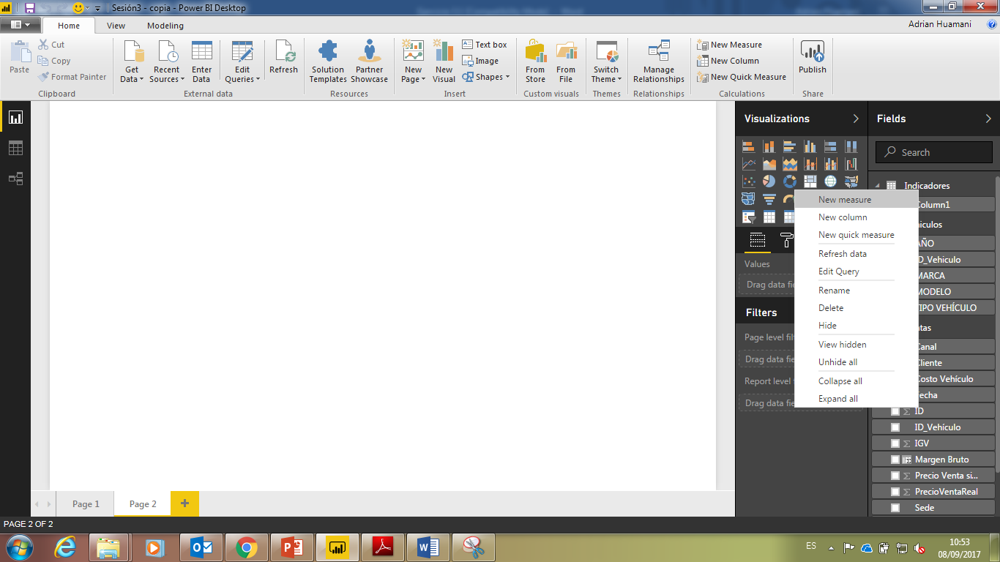 Sesión3 - copia - Power BI Desktop
Home View Modeling
Adrian Huamani
Paste
Cut
Copy
Format Painter
Clipboard
Get Data
Recent Sources
Enter Data
Edit Queries
Refresh
External data
Solution Templates
Partner Showcase
Resources
New Page
New Visual
Text box
Image
Shapes
Insert
From Store
From File
Custom visuals
Switch Theme
Themes
Manage Relationships
Relationships
New Measure
New Column
New Quick Measure
Calculations
Publish
Share
Visualizations
Values
Drag data fie
Filters
Page level filt
Drag data fie
Report level
Drag data fie
New measure
New column
New quick measure
Refresh data
Edit Query
Rename
Delete
Hide
View hidden
Unhide all
Collapse all
Expand all
Fields
Search
Indicadores
Column1
ículos
AÑO
D_Vehiculo
MARCA
MODELO
TIPO VEHÍCULO
tas
Canal
Cliente
Costo Vehículo
Fecha
ID
ID_Vehículo
IGV
Margen Bruto
Precio Venta si...
PrecioVentaReal
Sede
Page 1 Page 2
PAGE 2 OF 2
ES
10:53
08/09/2017